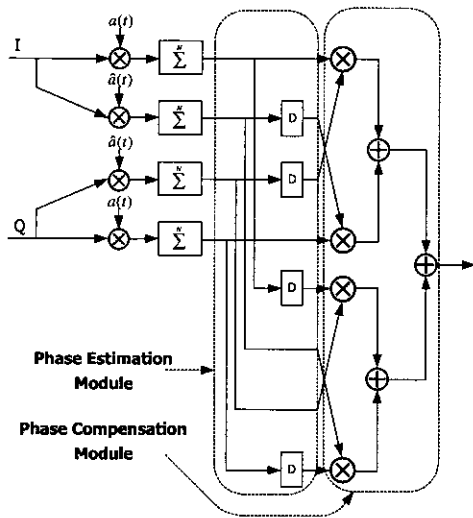 a(t)
I
N
Σ
â(t)
N
Σ
D
â(t)
N
Σ
D
a(t)
Q
N
Σ
D
Phase Estimation
Module
Phase Compensation
Module
D